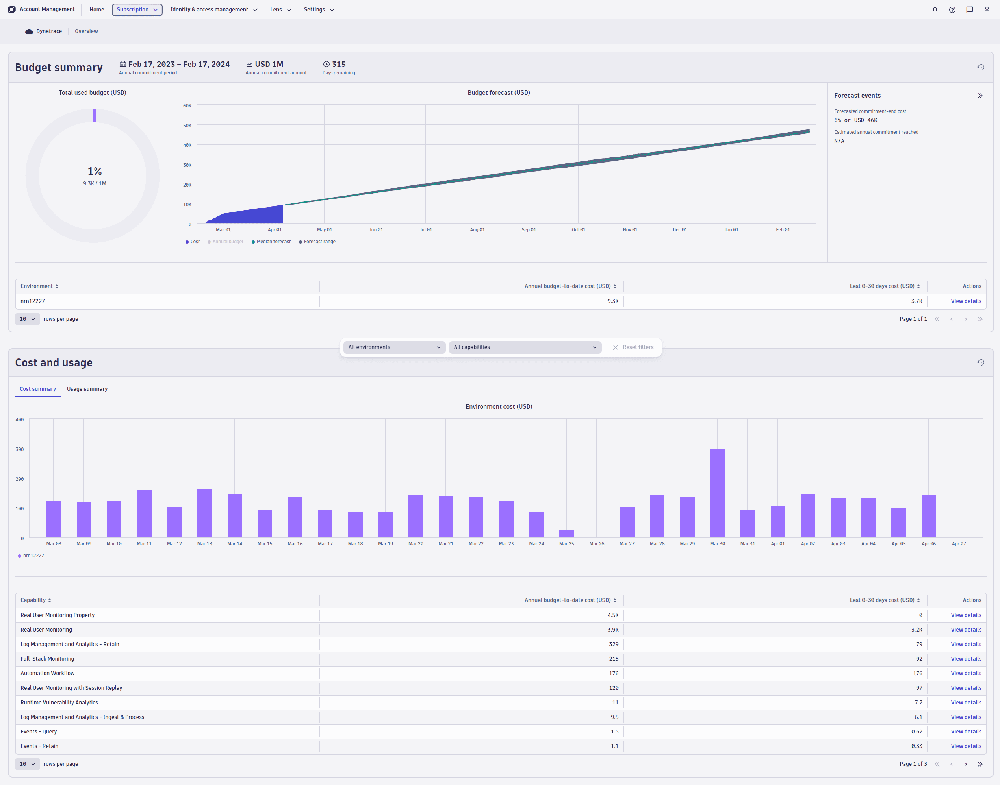 Account Management Home Subscription Identity & access management Lens Settings
Dynatrace Overview
Budget summary
Feb 17, 2023 – Feb 17, 2024
Annual commitment period
USD 1M
Annual commitment amount
315
Days remaining
Total used budget (USD)
1%
9.3K / 1M
Budget forecast (USD)
60K
50K
40K
30K
20K
10K
0
Mar 01 Apr 01 May 01 Jun 01 Jul 01 Aug 01 Sep 01 Oct 01 Nov 01 Dec 01 Jan 01 Feb 01
Cost Annual budget Median forecast Forecast range
Forecast events
Forecasted commitment-end cost
5% or USD 46K
Estimated annual commitment reached
N/A
Environment Annual budget-to-date cost (USD) Last 0-30 days cost (USD) Actions
nrn12227 9.3K 3.7K View details
10 rows per page Page 1 of 1
All environments All capabilities Reset filters
Cost and usage
Cost summary Usage summary
Environment cost (USD)
400
300
200
100
0
Mar 08 Mar 09 Mar 10 Mar 11 Mar 12 Mar 13 Mar 14 Mar 15 Mar 16 Mar 17 Mar 18 Mar 19 Mar 20 Mar 21 Mar 22 Mar 23 Mar 24 Mar 25 Mar 26 Mar 27 Mar 28 Mar 29 Mar 30 Mar 31 Apr 01 Apr 02 Apr 03 Apr 04 Apr 05 Apr 06 Apr 07
nrn12227
Capability Annual budget-to-date cost (USD) Last 0-30 days cost (USD) Actions
Real User Monitoring Property 4.5K 0 View details
Real User Monitoring 3.9K 3.2K View details
Log Management and Analytics - Retain 329 79 View details
Full-Stack Monitoring 215 92 View details
Automation Workflow 176 176 View details
Real User Monitoring with Session Replay 120 97 View details
Runtime Vulnerability Analytics 11 7.2 View details
Log Management and Analytics - Ingest & Process 9.5 6.1 View details
Events - Query 1.5 0.62 View details
Events - Retain 1.1 0.33 View details
10 rows per page Page 1 of 3